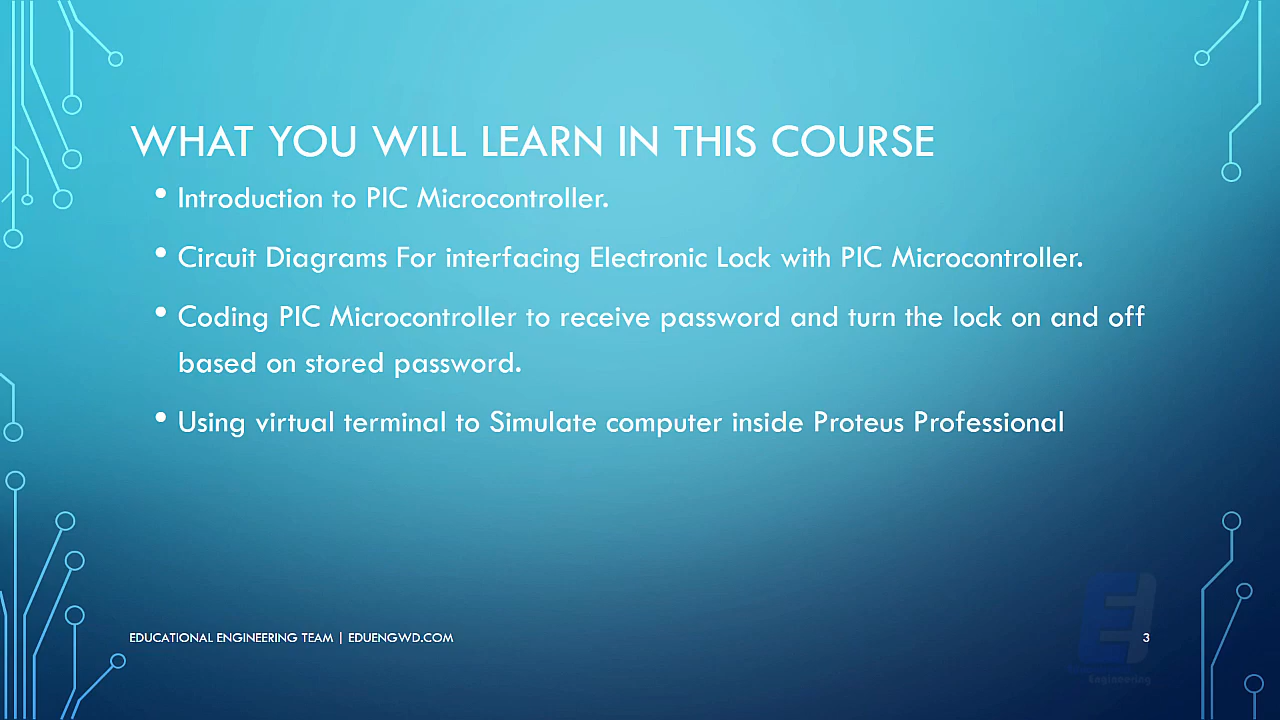 WHAT YOU WILL LEARN IN THIS COURSE
• Introduction to PIC Microcontroller.
• Circuit Diagrams For interfacing Electronic Lock with PIC Microcontroller.
• Coding PIC Microcontroller to receive password and turn the lock on and off
based on stored password.
• Using virtual terminal to Simulate computer inside Proteus Professional
EDUCATIONAL ENGINEERING TEAM | EDUENGWD.COM
3
Engineering